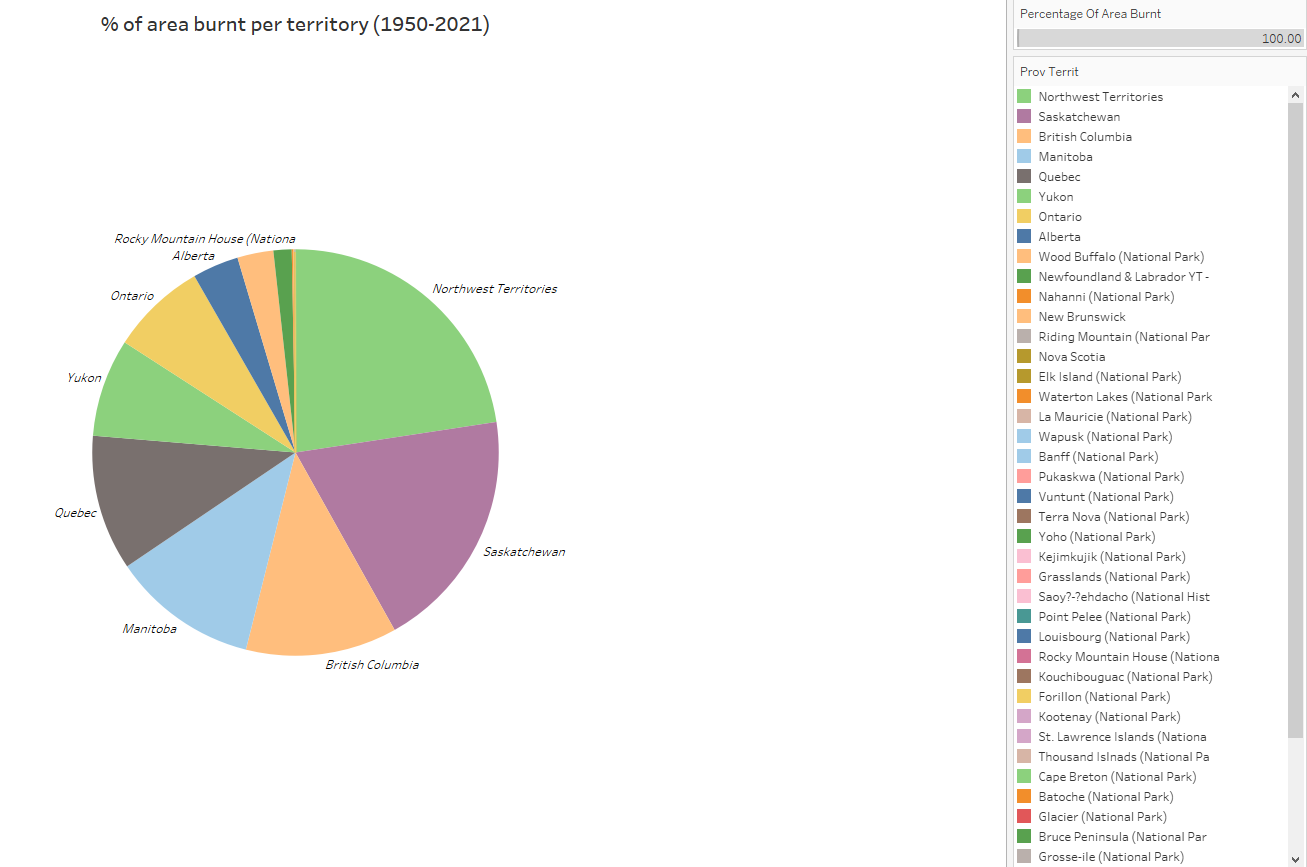 % of area burnt per territory (1950-2021)
Rocky Mountain House (Nationa
Alberta
Northwest Territories
Ontario
Yukon
Quebec
Saskatchewan
Manitoba
British Columbia
Percentage Of Area Burnt
100.00
Prov Territ
Northwest Territories
Saskatchewan
British Columbia
Manitoba
Quebec
Yukon
Ontario
Alberta
Wood Buffalo (National Park)
Newfoundland & Labrador YT -
Nahanni (National Park)
New Brunswick
Riding Mountain (National Par
Nova Scotia
Elk Island (National Park)
Waterton Lakes (National Park
La Mauricie (National Park)
Wapusk (National Park)
Banff (National Park)
Pukaskwa (National Park)
Vuntunt (National Park)
Terra Nova (National Park)
Yoho (National Park)
Kejimkujik (National Park)
Grasslands (National Park)
Saoy?-?ehdacho (National Hist
Point Pelee (National Park)
Louisbourg (National Park)
Rocky Mountain House (Nationa
Kouchibouguac (National Park)
Forillon (National Park)
Kootenay (National Park)
St. Lawrence Islands (Nationa
Thousand Islnads (National Pa
Cape Breton (National Park)
Batoche (National Park)
Glacier (National Park)
Bruce Peninsula (National Par
Grosse-ile (National Park)